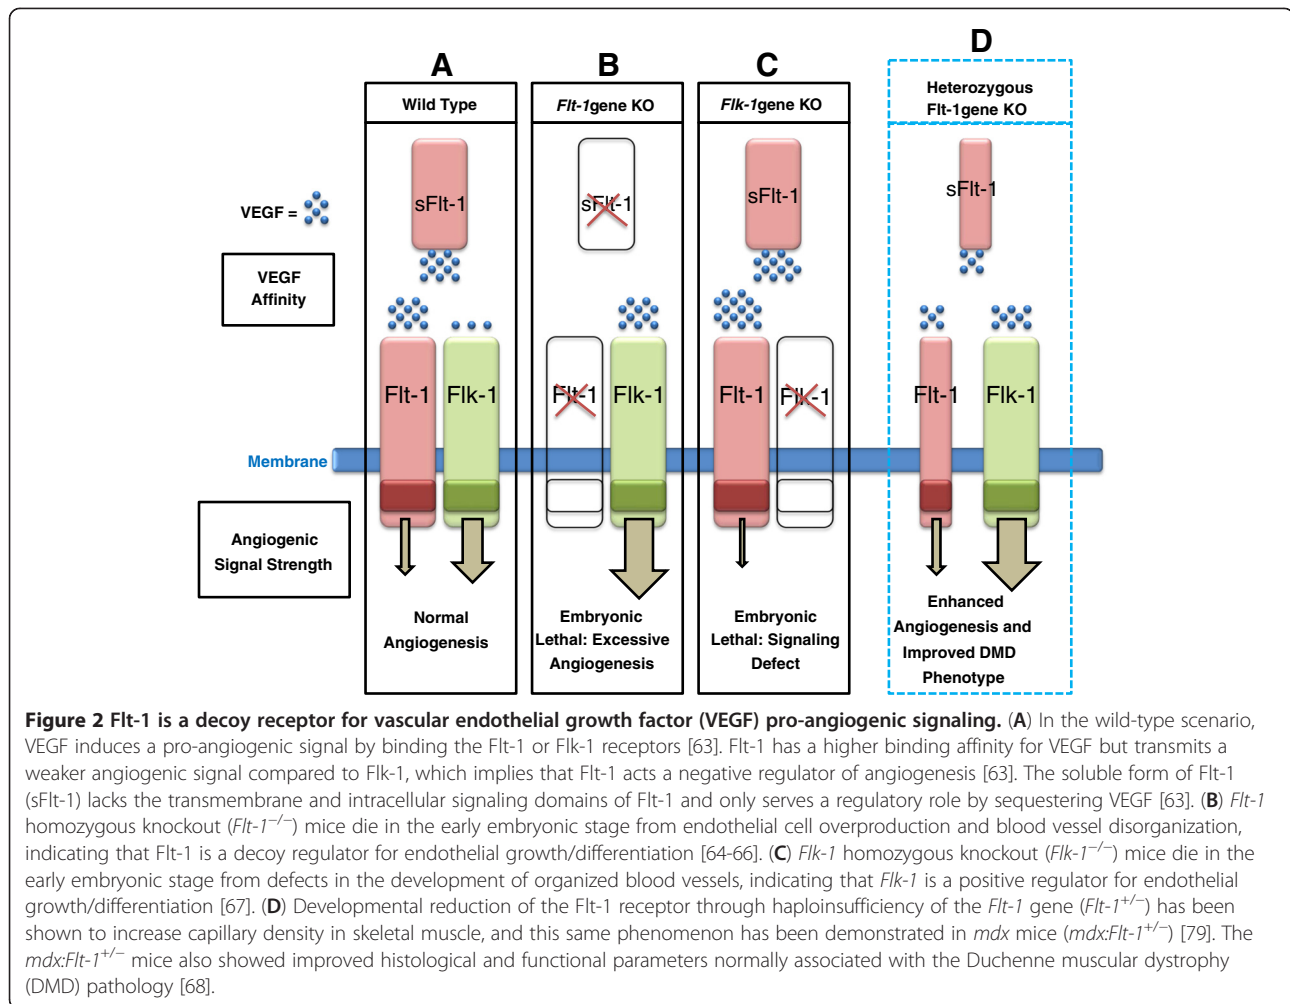 A
B
C
D
Wild Type
Flt-1gene KO
Flk-1gene KO
Heterozygous
Flt-1gene KO
sFlt-1
sFlt-1
sFlt-1
sFlt-1
VEGF =
VEGF
Affinity
Flt-1
Flk-1
Flt-1
Flk-1
Flt-1
Flk-1
Flt-1
Flk-1
Membrane
Angiogenic
Signal Strength
Normal
Angiogenesis
Embryonic
Lethal: Excessive
Angiogenesis
Embryonic
Lethal: Signaling
Defect
Enhanced
Angiogenesis and
Improved DMD
Phenotype
Figure 2 Flt-1 is a decoy receptor for vascular endothelial growth factor (VEGF) pro-angiogenic signaling. (A) In the wild-type scenario,
VEGF induces a pro-angiogenic signal by binding the Flt-1 or Flk-1 receptors [63]. Flt-1 has a higher binding affinity for VEGF but transmits a
weaker angiogenic signal compared to Flk-1, which implies that Flt-1 acts a negative regulator of angiogenesis [63]. The soluble form of Flt-1
(sFlt-1) lacks the transmembrane and intracellular signaling domains of Flt-1 and only serves a regulatory role by sequestering VEGF [63]. (B) Flt-1
homozygous knockout (Flt-1−/−) mice die in the early embryonic stage from endothelial cell overproduction and blood vessel disorganization,
indicating that Flt-1 is a decoy regulator for endothelial growth/differentiation [64-66]. (C) Flk-1 homozygous knockout (Flk-1−/−) mice die in the
early embryonic stage from defects in the development of organized blood vessels, indicating that Flk-1 is a positive regulator for endothelial
growth/differentiation [67]. (D) Developmental reduction of the Flt-1 receptor through haploinsufficiency of the Flt-1 gene (Flt-1+/−) has been
shown to increase capillary density in skeletal muscle, and this same phenomenon has been demonstrated in mdx mice (mdx:Flt-1+/−) [79]. The
mdx:Flt-1+/− mice also showed improved histological and functional parameters normally associated with the Duchenne muscular dystrophy
(DMD) pathology [68].